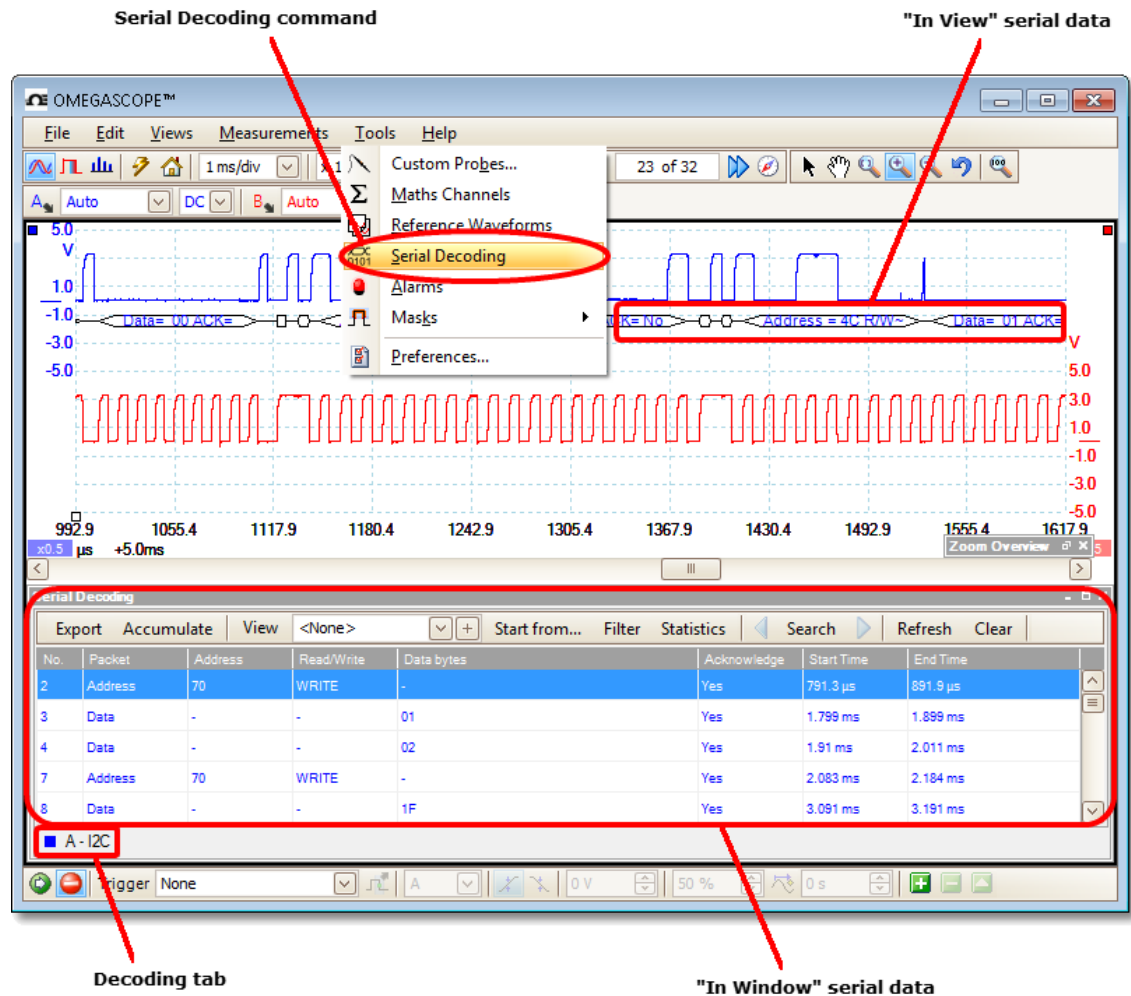 Serial Decoding command
"In View" serial data
OMEGASCOPE™
File Edit Views Measurements Tools Help
1 ms/div x 1 23 of 32
Custom Probes...
Maths Channels
Reference Waveforms
Serial Decoding
Alarms
Masks
Preferences...
A Auto DC B Auto
5.0
V
1.0
-1.0
-3.0
-5.0
Data= 00 ACK=
ACK= No
Address = 4C R/W~
Data= 01 ACK=
V
5.0
3.0
1.0
-1.0
-3.0
-5.0
992.9 1055.4 1117.9 1180.4 1242.9 1305.4 1367.9 1430.4 1492.9 1555.4 1617.9
x0.5 µs +5.0ms
Zoom Overview
Serial Decoding
Export Accumulate View <None> Start from... Filter Statistics Search Refresh Clear
No. Packet Address Read/Write Data bytes Acknowledge Start Time End Time
2 Address 70 WRITE - Yes 791.3 µs 891.9 µs
3 Data - - 01 Yes 1.799 ms 1.899 ms
4 Data - - 02 Yes 1.91 ms 2.011 ms
7 Address 70 WRITE - Yes 2.083 ms 2.184 ms
8 Data - - 1F Yes 3.091 ms 3.191 ms
A - I2C
Trigger None A 0 V 50 % 0 s
Decoding tab
"In Window" serial data